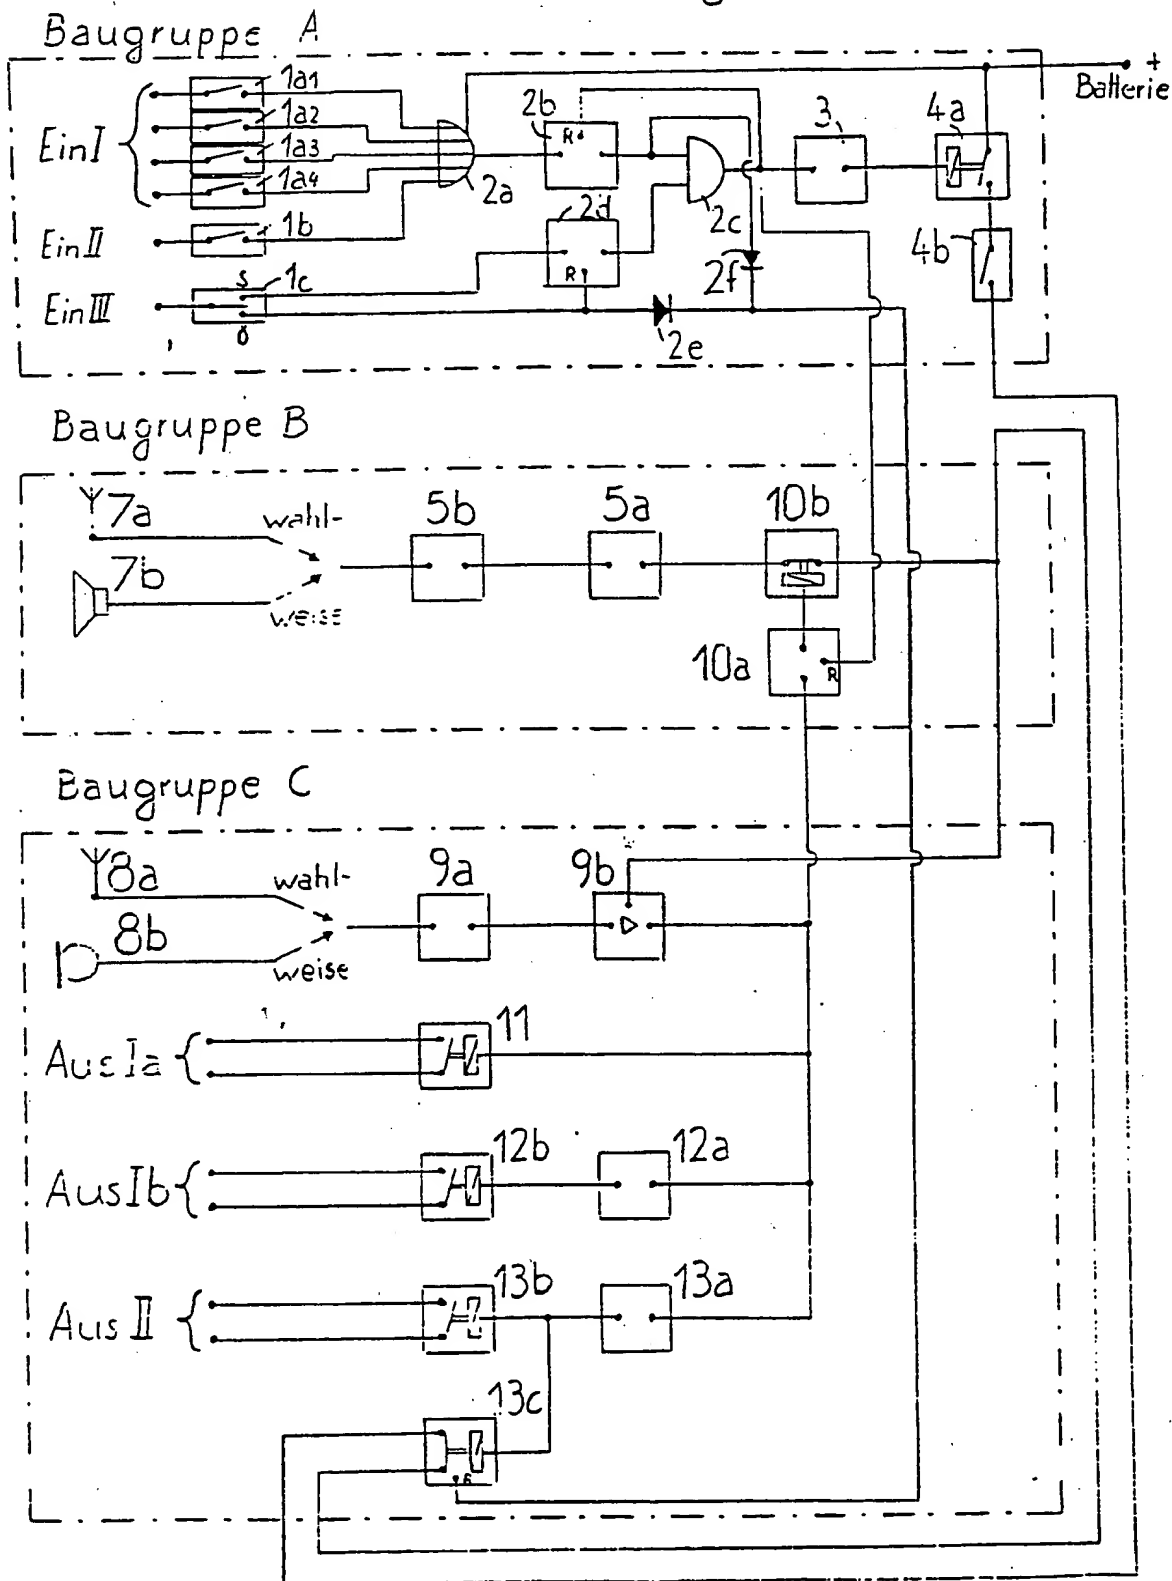 Baugruppe A
+
Batterie
Ein I
1a1
1a2
1a3
1a4
2a
2b
R
2c
3
4a
4b
Ein II
1b
2d
R
2f
Ein III
S
1c
Ö
2e
Baugruppe B
7a
7b
wahl-
weise
5b
5a
10b
10a
R
Baugruppe C
8a
8b
wahl-
weise
9a
9b
Aus Ia
11
Aus Ib
12b
12a
Aus II
13b
13a
13c
R